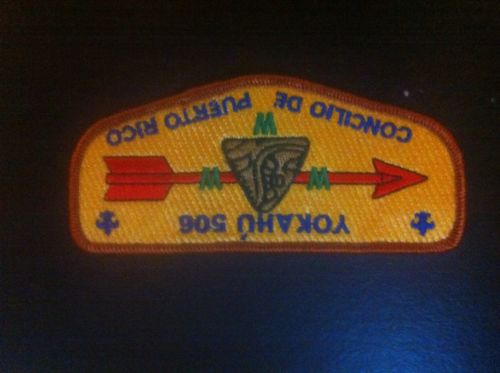 YOKAHÚ 506
W W
W
CONCILIO DE PUERTO RICO